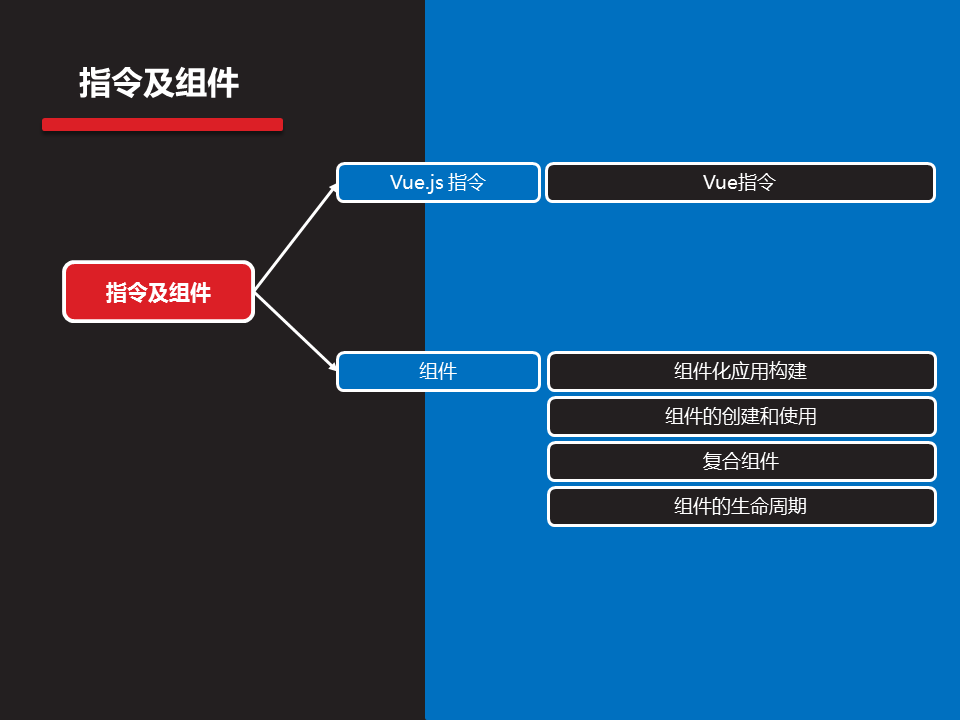 指令及组件
Vue.js 指令
Vue指令
指令及组件
组件
组件化应用构建
组件的创建和使用
复合组件
组件的生命周期